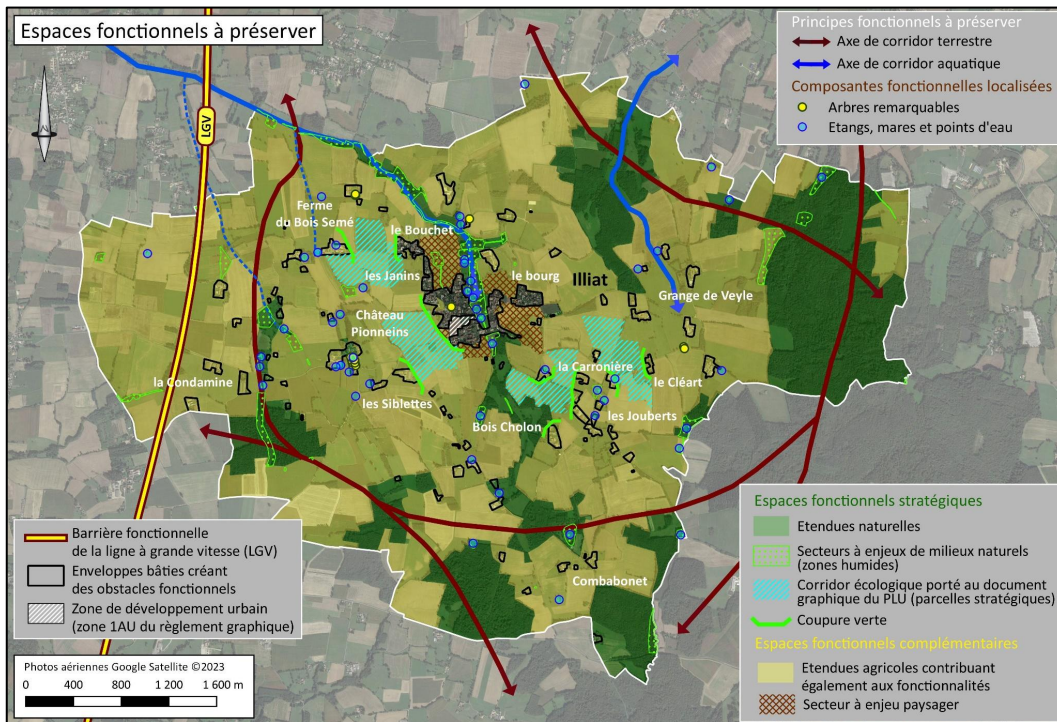 Espaces fonctionnels à préserver
Principes fonctionnels à préserver
Axe de corridor terrestre
Axe de corridor aquatique
Composantes fonctionnelles localisées
Arbres remarquables
Etangs, mares et points d'eau
LGV
Ferme
du Bois Semé
le Bouchet
les Janins
le bourg
Illiat
Grange de Veyle
Château
Pionneins
la Condamine
les Siblettes
la Carronière
le Cléart
les Jouberts
Bois Cholon
Combabonet
Barrière fonctionnelle
de la ligne à grande vitesse (LGV)
Enveloppes bâties créant
des obstacles fonctionnels
Zone de développement urbain
(zone 1AU du règlement graphique)
Photos aériennes Google Satellite ©2023
0 400 800 1 200 1 600 m
Espaces fonctionnels stratégiques
Etendues naturelles
Secteurs à enjeux de milieux naturels
(zones humides)
Corridor écologique porté au document
graphique du PLU (parcelles stratégiques)
Coupure verte
Espaces fonctionnels complémentaires
Etendues agricoles contribuant
également aux fonctionnalités
Secteur à enjeu paysager